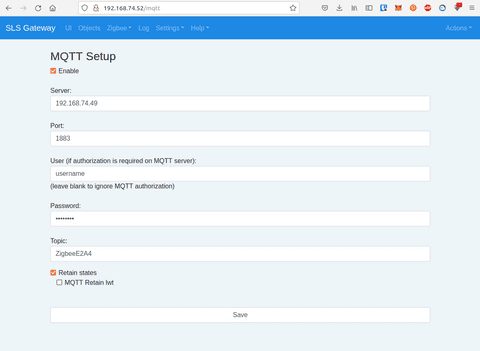 192.168.74.52/mqtt
SLS Gateway UI Objects Zigbee Log Settings Help Actions
MQTT Setup
Enable
Server:
192.168.74.49
Port:
1883
User (if authorization is required on MQTT server):
username
(leave blank to ignore MQTT authorization)
Password:
••••••••
Topic:
ZigbeeE2A4
Retain states
MQTT Retain lwt
Save